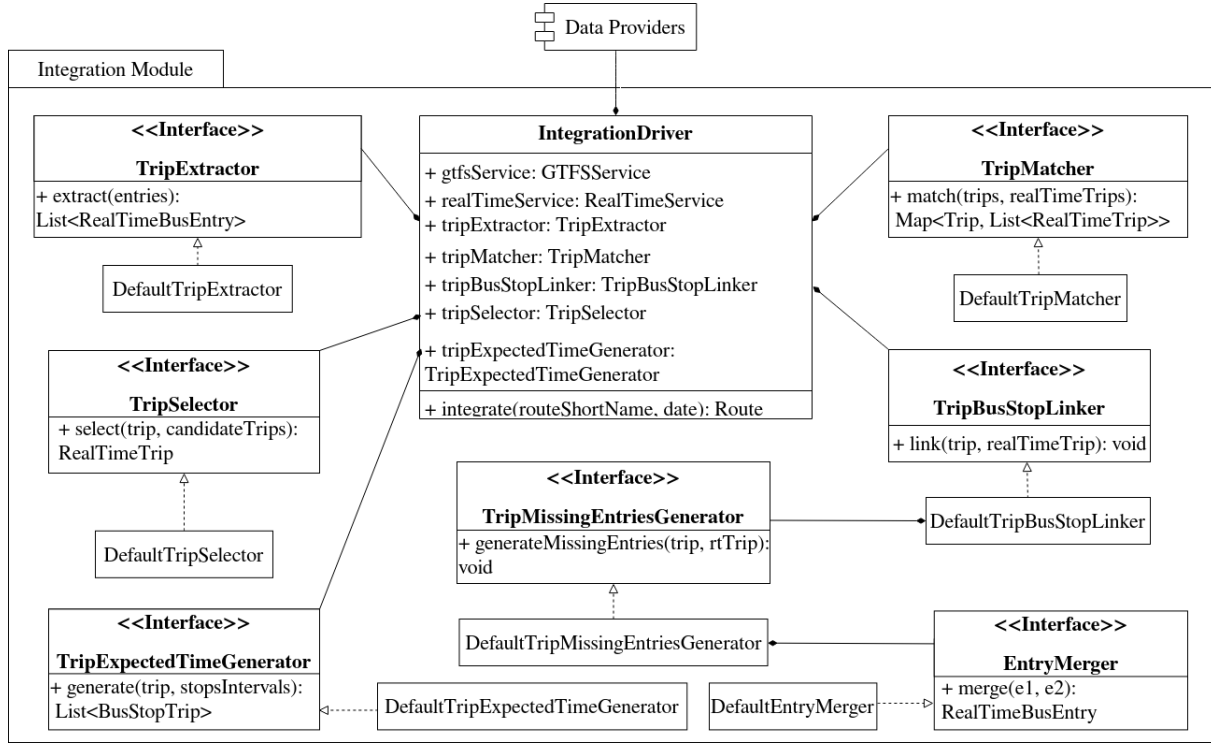 Data Providers
Integration Module
<<Interface>>
TripExtractor
+ extract(entries):
List<RealTimeBusEntry>
DefaultTripExtractor
IntegrationDriver
+ gtfsService: GTFSService
+ realTimeService: RealTimeService
+ tripExtractor: TripExtractor
+ tripMatcher: TripMatcher
+ tripBusStopLinker: TripBusStopLinker
+ tripSelector: TripSelector
+ tripExpectedTimeGenerator:
TripExpectedTimeGenerator
+ integrate(routeShortName, date): Route
<<Interface>>
TripMatcher
+ match(trips, realTimeTrips):
Map<Trip, List<RealTimeTrip>>
DefaultTripMatcher
<<Interface>>
TripSelector
+ select(trip, candidateTrips):
RealTimeTrip
DefaultTripSelector
<<Interface>>
TripBusStopLinker
+ link(trip, realTimeTrip): void
DefaultTripBusStopLinker
<<Interface>>
TripMissingEntriesGenerator
+ generateMissingEntries(trip, rtTrip):
void
DefaultTripMissingEntriesGenerator
<<Interface>>
TripExpectedTimeGenerator
+ generate(trip, stopsIntervals):
List<BusStopTrip>
DefaultTripExpectedTimeGenerator
DefaultEntryMerger
<<Interface>>
EntryMerger
+ merge(e1, e2):
RealTimeBusEntry